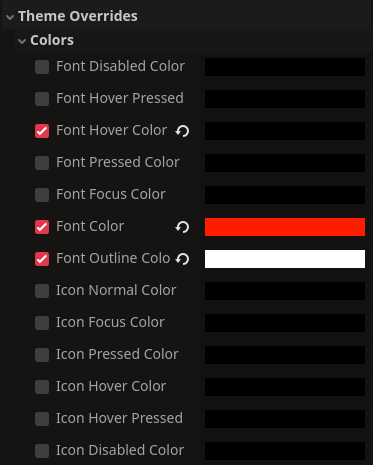 Theme Overrides
Colors
Font Disabled Color
Font Hover Pressed
Font Hover Color
Font Pressed Color
Font Focus Color
Font Color
Font Outline Colo
Icon Normal Color
Icon Focus Color
Icon Pressed Color
Icon Hover Color
Icon Hover Pressed
Icon Disabled Color